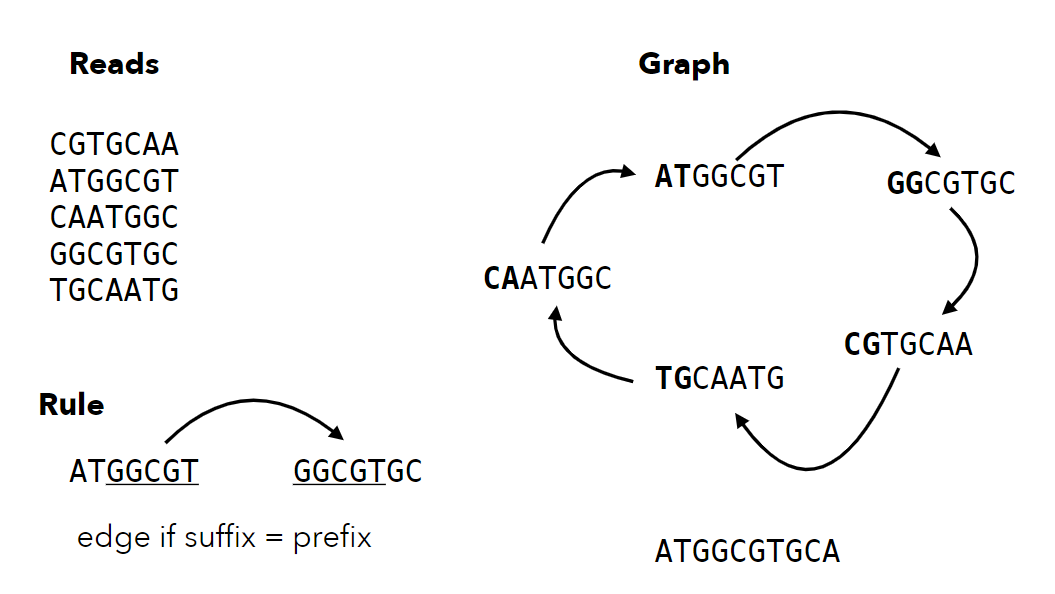 Reads
CGTGCAA
ATGGCGT
CAATGGC
GGCGTGC
TGCAATG
Rule
ATGGCGT GGCGTGC
edge if suffix = prefix
Graph
ATGGCGT
GGCGTGC
CAATGGC
CGTGCAA
TGCAATG
ATGGCGTGCA